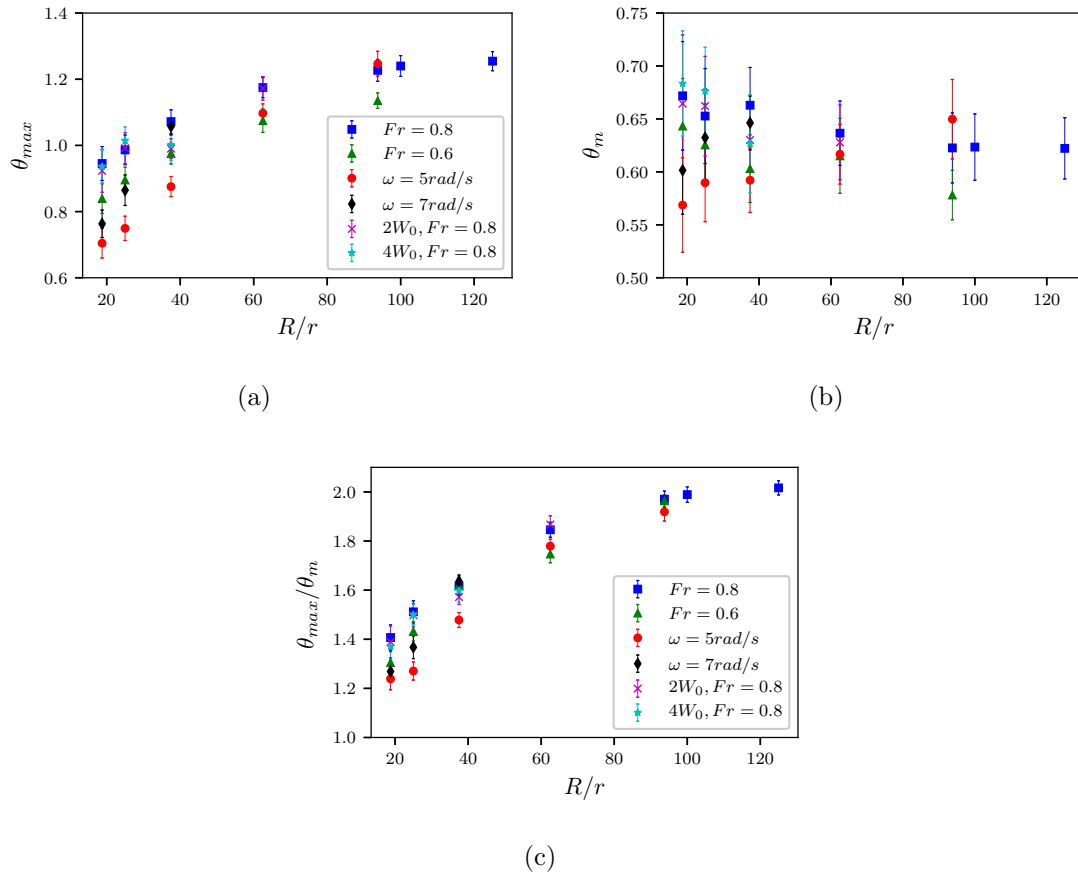 1.4
1.2
1.0
0.8
0.6
θ_max
20 40 60 80 100 120
R/r
Fr = 0.8
Fr = 0.6
ω = 5rad/s
ω = 7rad/s
2W₀, Fr = 0.8
4W₀, Fr = 0.8
(a)
0.75
0.70
0.65
0.60
0.55
0.50
θ_m
20 40 60 80 100 120
R/r
(b)
2.0
1.8
1.6
1.4
1.2
1.0
θ_max/θ_m
20 40 60 80 100 120
R/r
Fr = 0.8
Fr = 0.6
ω = 5rad/s
ω = 7rad/s
2W₀, Fr = 0.8
4W₀, Fr = 0.8
(c)